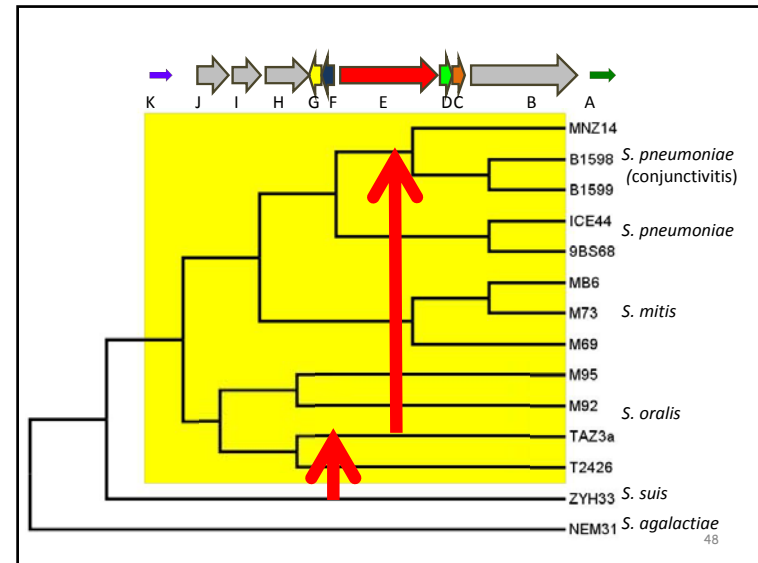 K J I H G F E D C B A
MNZ14
B1598 S. pneumoniae
(conjunctivitis)
B1599
ICE44
S. pneumoniae
9BS68
MB6
M73 S. mitis
M69
M95
M92
S. oralis
TAZ3a
T2426
ZYH33 S. suis
NEM31 S. agalactiae
48